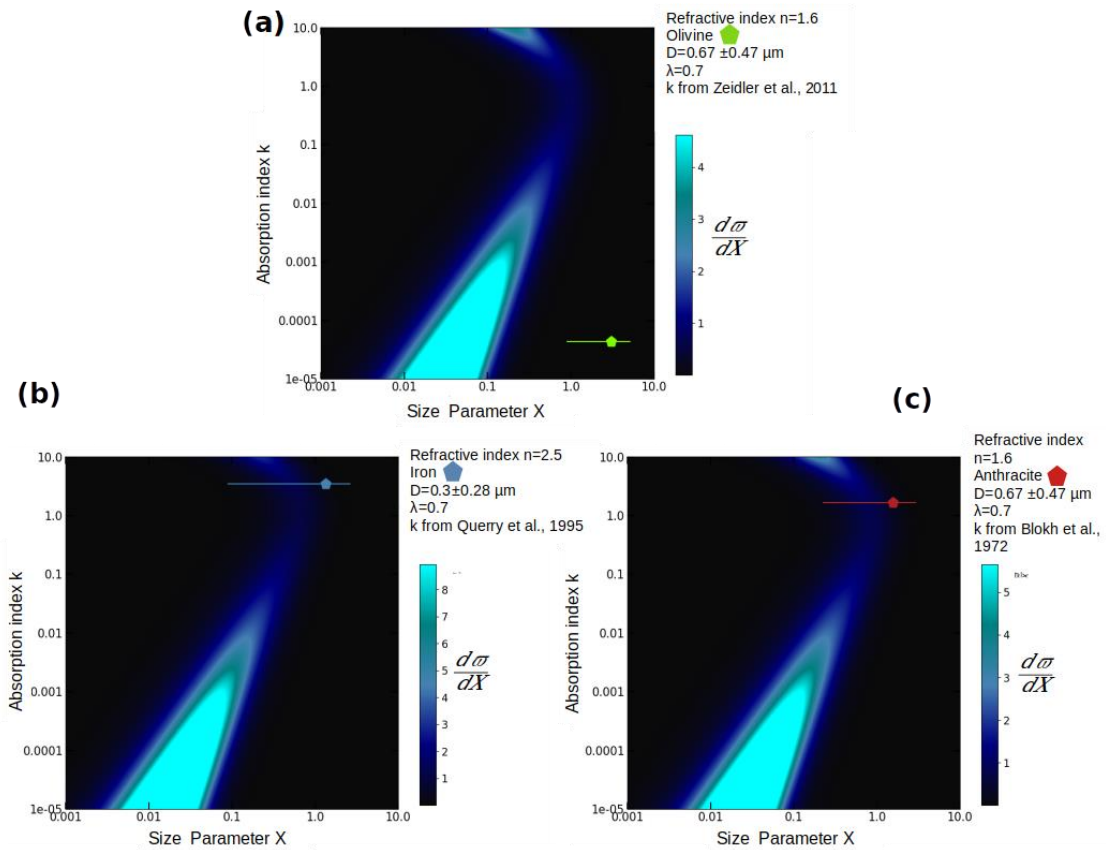 (a)
Refractive index n=1.6
Olivine
D=0.67 ±0.47 µm
λ=0.7
k from Zeidler et al., 2011
10.0
1.0
0.1
0.01
0.001
0.0001
1e-05
Absorption index k
0.001
0.01
0.1
1.0
10.0
Size Parameter X
4
3
2
1
dϖ
dX
(b)
Refractive index n=2.5
Iron
D=0.3±0.28 µm
λ=0.7
k from Querry et al., 1995
10.0
1.0
0.1
0.01
0.001
0.0001
1e-05
Absorption index k
0.001
0.01
0.1
1.0
10.0
Size Parameter X
8
7
6
5
4
3
2
1
dϖ
dX
(c)
Refractive index
n=1.6
Anthracite
D=0.67 ±0.47 µm
λ=0.7
k from Blokh et al.,
1972
10.0
1.0
0.1
0.01
0.001
0.0001
1e-05
Absorption index k
0.001
0.01
0.1
1.0
10.0
Size Parameter X
5
4
3
2
1
dϖ
dX